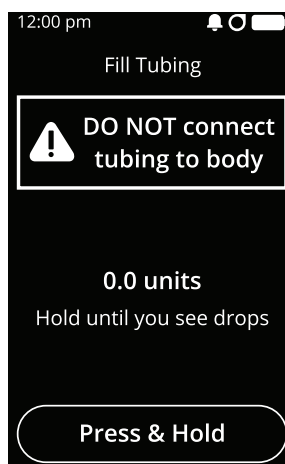 12:00 pm
Fill Tubing
DO NOT connect
tubing to body
0.0 units
Hold until you see drops
Press & Hold